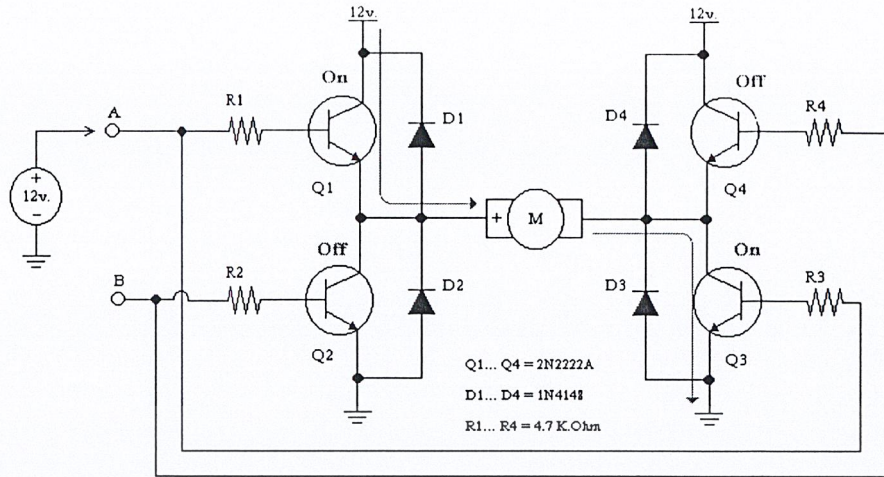 12v.
12v.
On
Off
A
R1
D1
D4
R4
+
12v.
−
Q1
Q4
+
M
Off
On
B
R2
D2
D3
R3
Q2
Q3
Q1... Q4 = 2N2222A
D1... D4 = 1N4148
R1... R4 = 4.7 K.Ohm